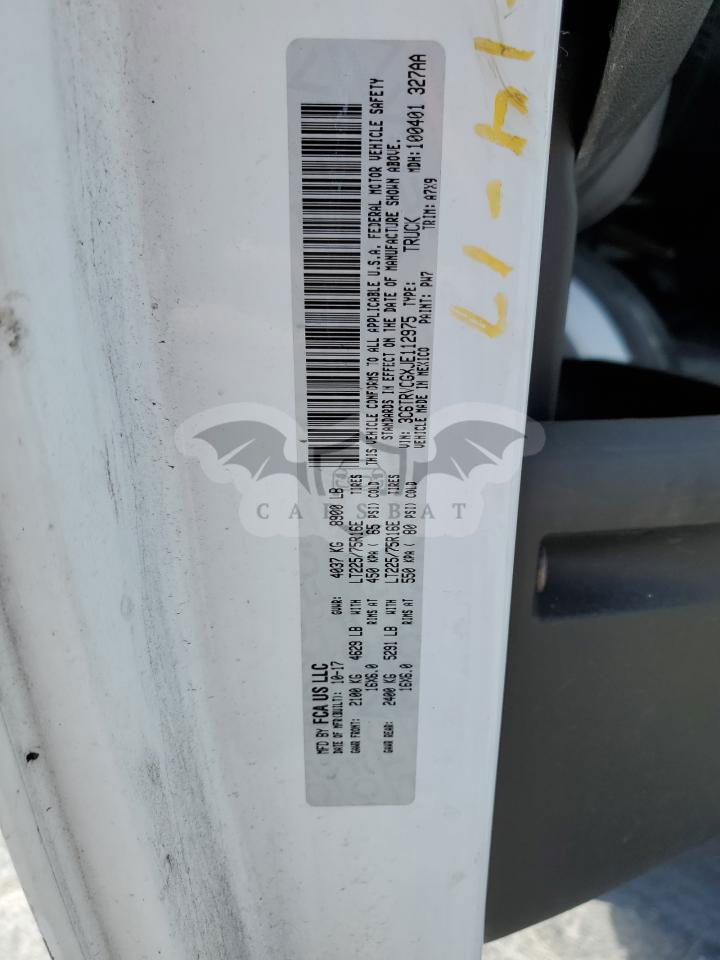 MFD BY FCA US LLC
DATE OF MFR(BUILT): 10-17 GVWR: 4037 KG 8900 LB
GAWR FRONT: 2100 KG 4629 LB WITH LT225/75R16E TIRES
16X6.0 RIMS AT 450 KPA ( 65 PSI) COLD
GAWR REAR: 2400 KG 5291 LB WITH LT225/75R16E TIRES
16X6.0 RIMS AT 550 KPA ( 80 PSI) COLD
THIS VEHICLE CONFORMS TO ALL APPLICABLE U.S.A. FEDERAL MOTOR VEHICLE SAFETY
STANDARDS IN EFFECT ON THE DATE OF MANUFACTURE SHOWN ABOVE.
VIN: 3C6TRVCGXJE112975 TYPE: TRUCK MDH:100401 327AA
VEHICLE MADE IN MEXICO PAINT: PW7 TRIM: A7X9
CARSBAT